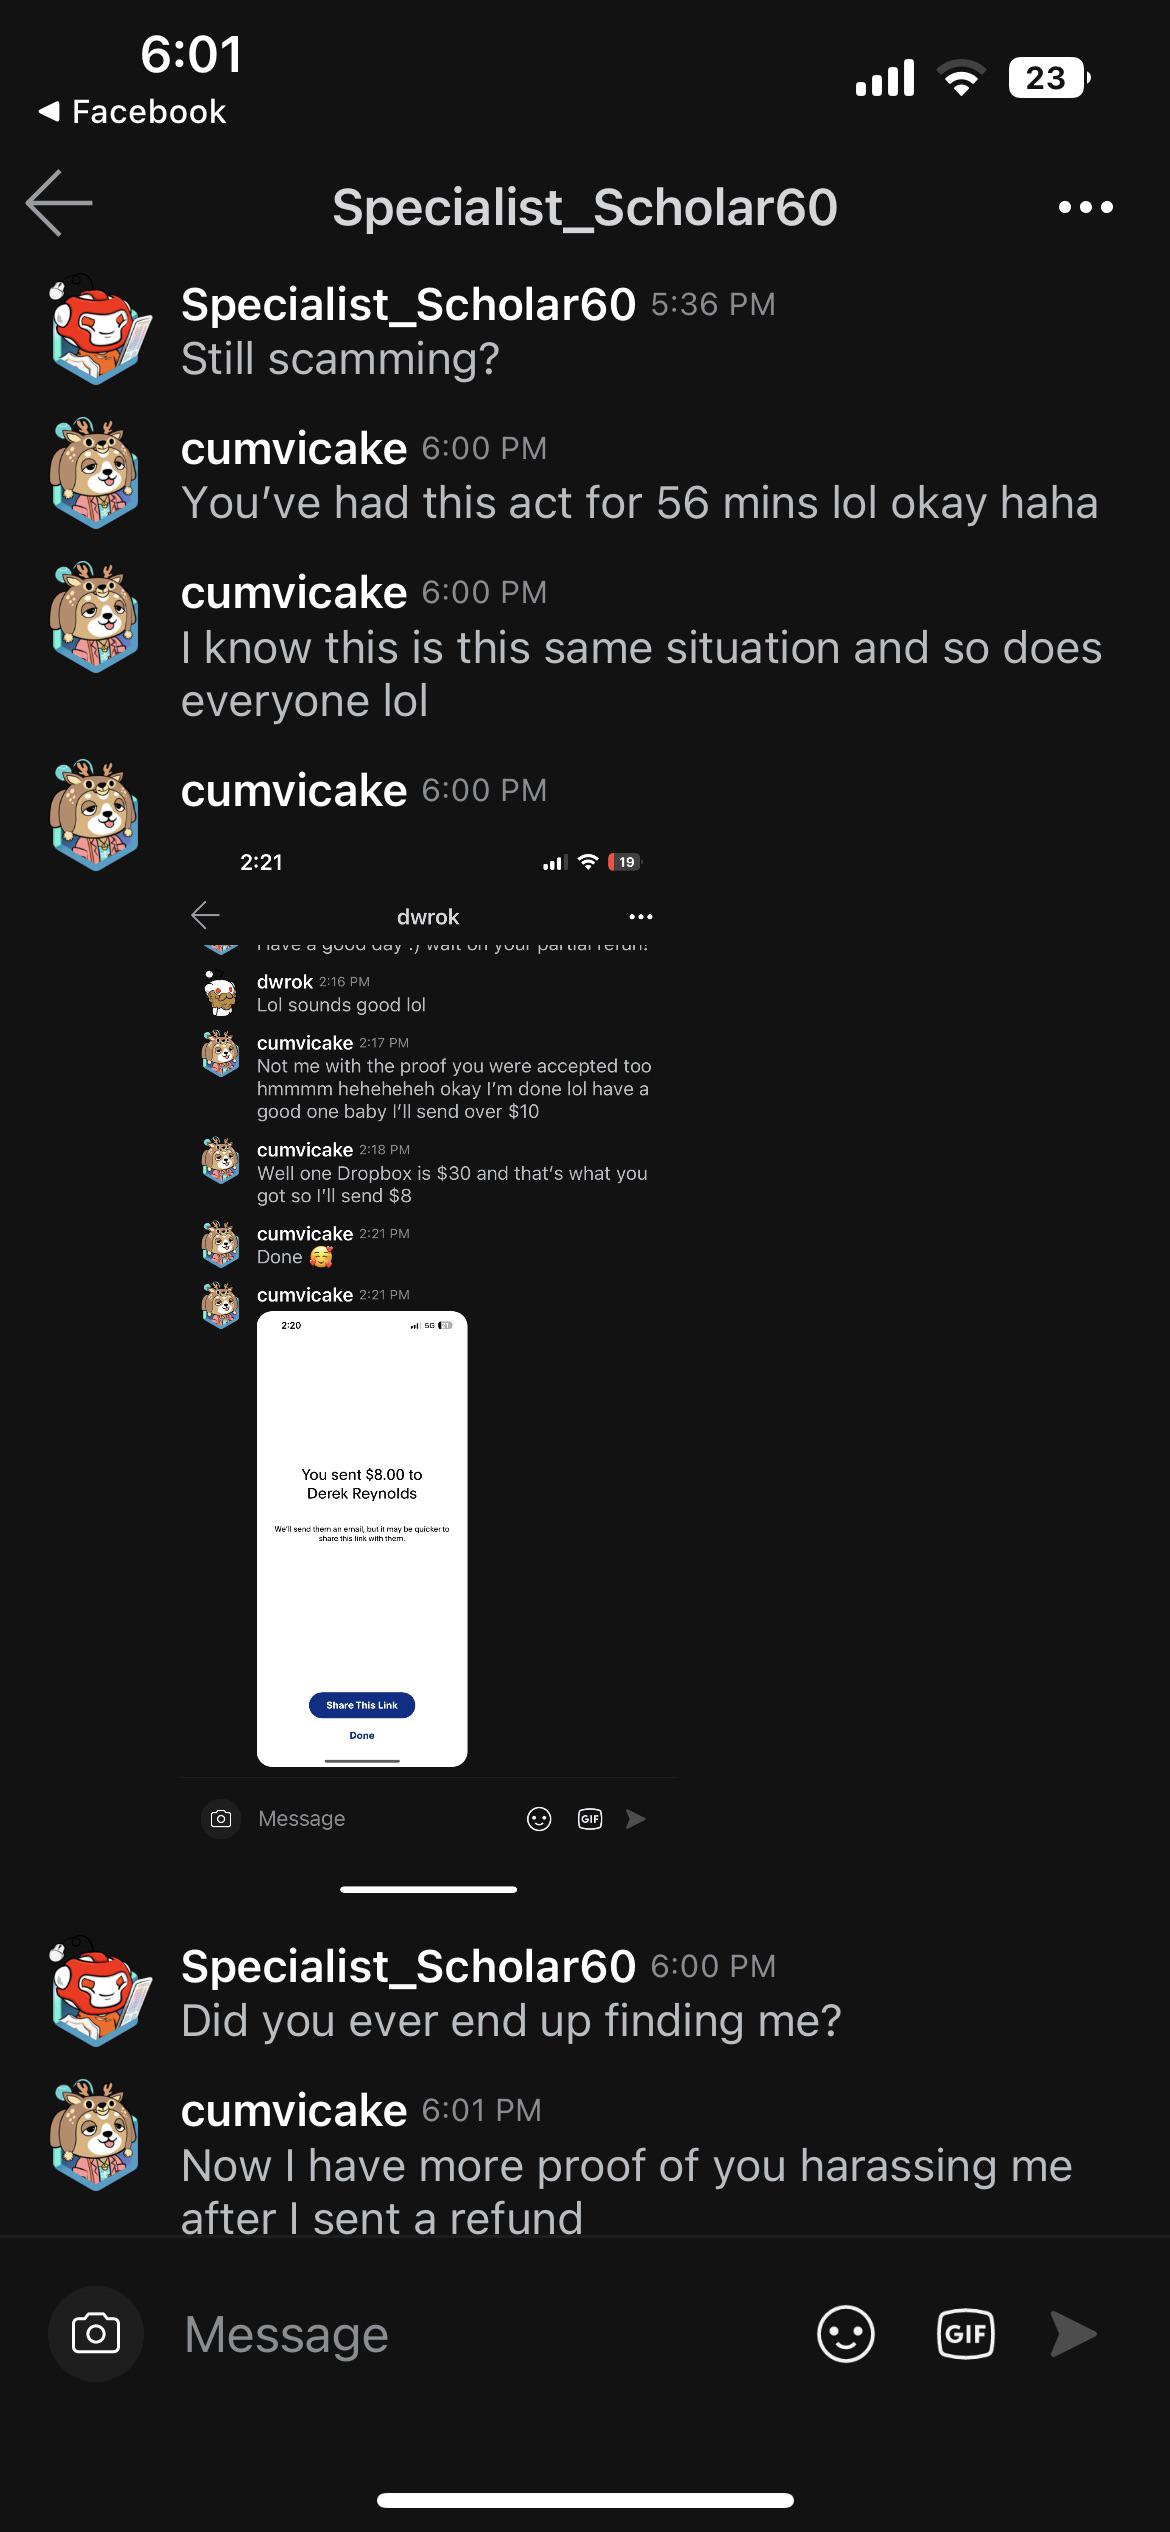 6:01
23
Facebook
Specialist_Scholar60
Specialist_Scholar60 5:36 PM
Still scamming?
cumvicake 6:00 PM
You've had this act for 56 mins lol okay haha
cumvicake 6:00 PM
I know this is this same situation and so does
everyone lol
cumvicake 6:00 PM
2:21
19
dwrok
Have a good day :) wait on your partial refun!
dwrok 2:16 PM
Lol sounds good lol
cumvicake 2:17 PM
Not me with the proof you were accepted too
hmmmm heheheheh okay I'm done lol have a
good one baby I'll send over $10
cumvicake 2:18 PM
Well one Dropbox is $30 and that's what you
got so I'll send $8
cumvicake 2:21 PM
Done 🥰
cumvicake 2:21 PM
2:20
5G
You sent $8.00 to
Derek Reynolds
We'll send them an email, but it may be quicker to
share this link with them.
Share This Link
Done
Message
GIF
Specialist_Scholar60 6:00 PM
Did you ever end up finding me?
cumvicake 6:01 PM
Now I have more proof of you harassing me
after I sent a refund
Message
GIF